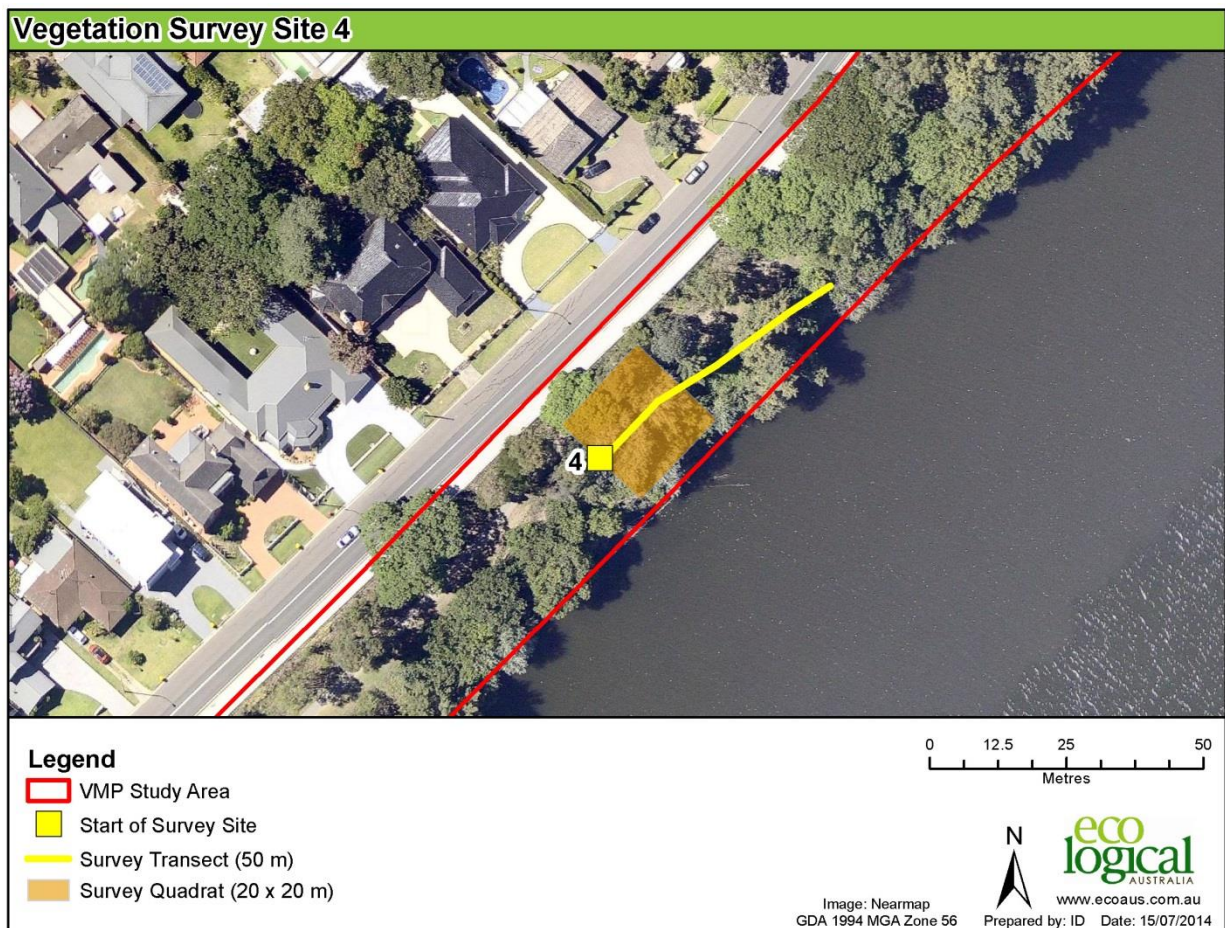 Vegetation Survey Site 4
4
Legend
VMP Study Area
Start of Survey Site
Survey Transect (50 m)
Survey Quadrat (20 x 20 m)
0 12.5 25 50
Metres
N
eco
logical
AUSTRALIA
www.ecoaus.com.au
Image: Nearmap
GDA 1994 MGA Zone 56 Prepared by: ID Date: 15/07/2014